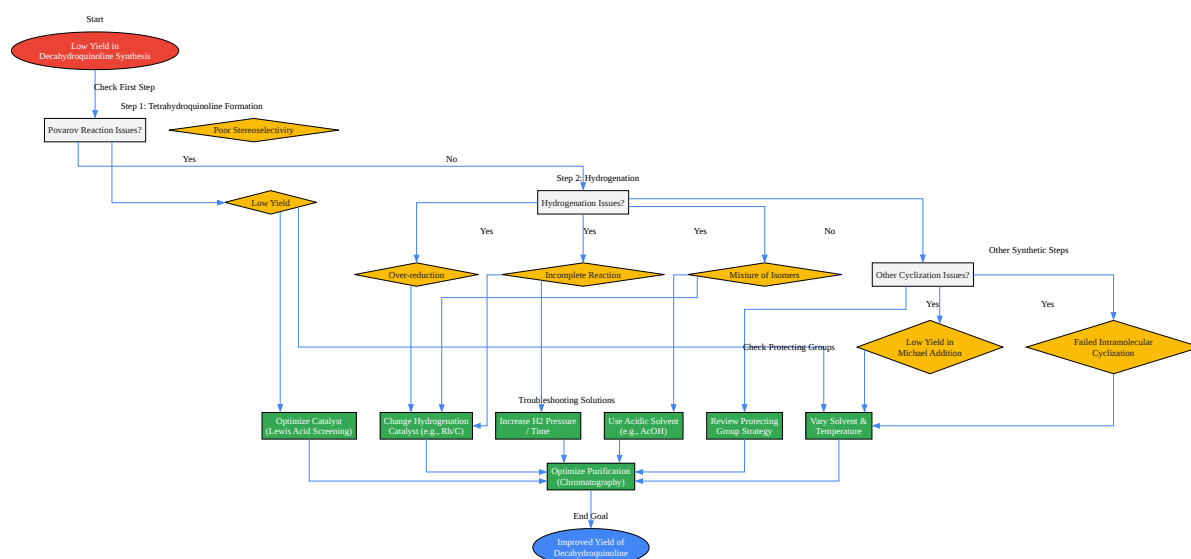 Start
Low Yield in
Decahydroquinoline Synthesis
Check First Step
Step 1: Tetrahydroquinoline Formation
Povarov Reaction Issues?
Poor Stereoselectivity
Yes
No
Step 2: Hydrogenation
Low Yield
Hydrogenation Issues?
Yes
Yes
Yes
No
Other Synthetic Steps
Over-reduction
Incomplete Reaction
Mixture of Isomers
Other Cyclization Issues?
Yes
Yes
Check Protecting Groups
Low Yield in
Michael Addition
Failed Intramolecular
Cyclization
Troubleshooting Solutions
Optimize Catalyst
(Lewis Acid Screening)
Change Hydrogenation
Catalyst (e.g., Rh/C)
Increase H2 Pressure
/ Time
Use Acidic Solvent
(e.g., AcOH)
Review Protecting
Group Strategy
Vary Solvent &
Temperature
Optimize Purification
(Chromatography)
End Goal
Improved Yield of
Decahydroquinoline